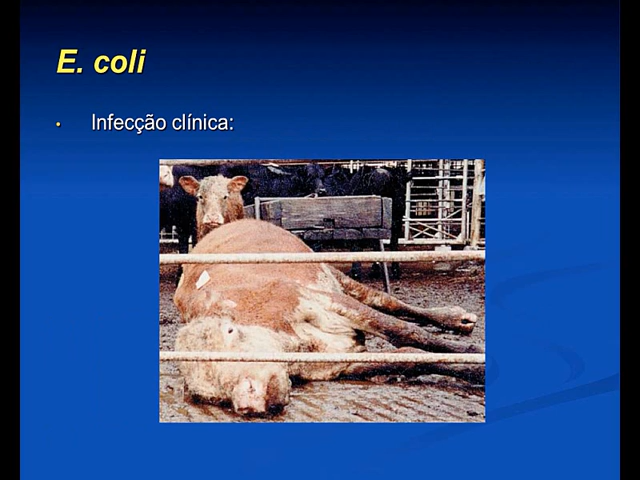 E. coli
• Infecção clínica: